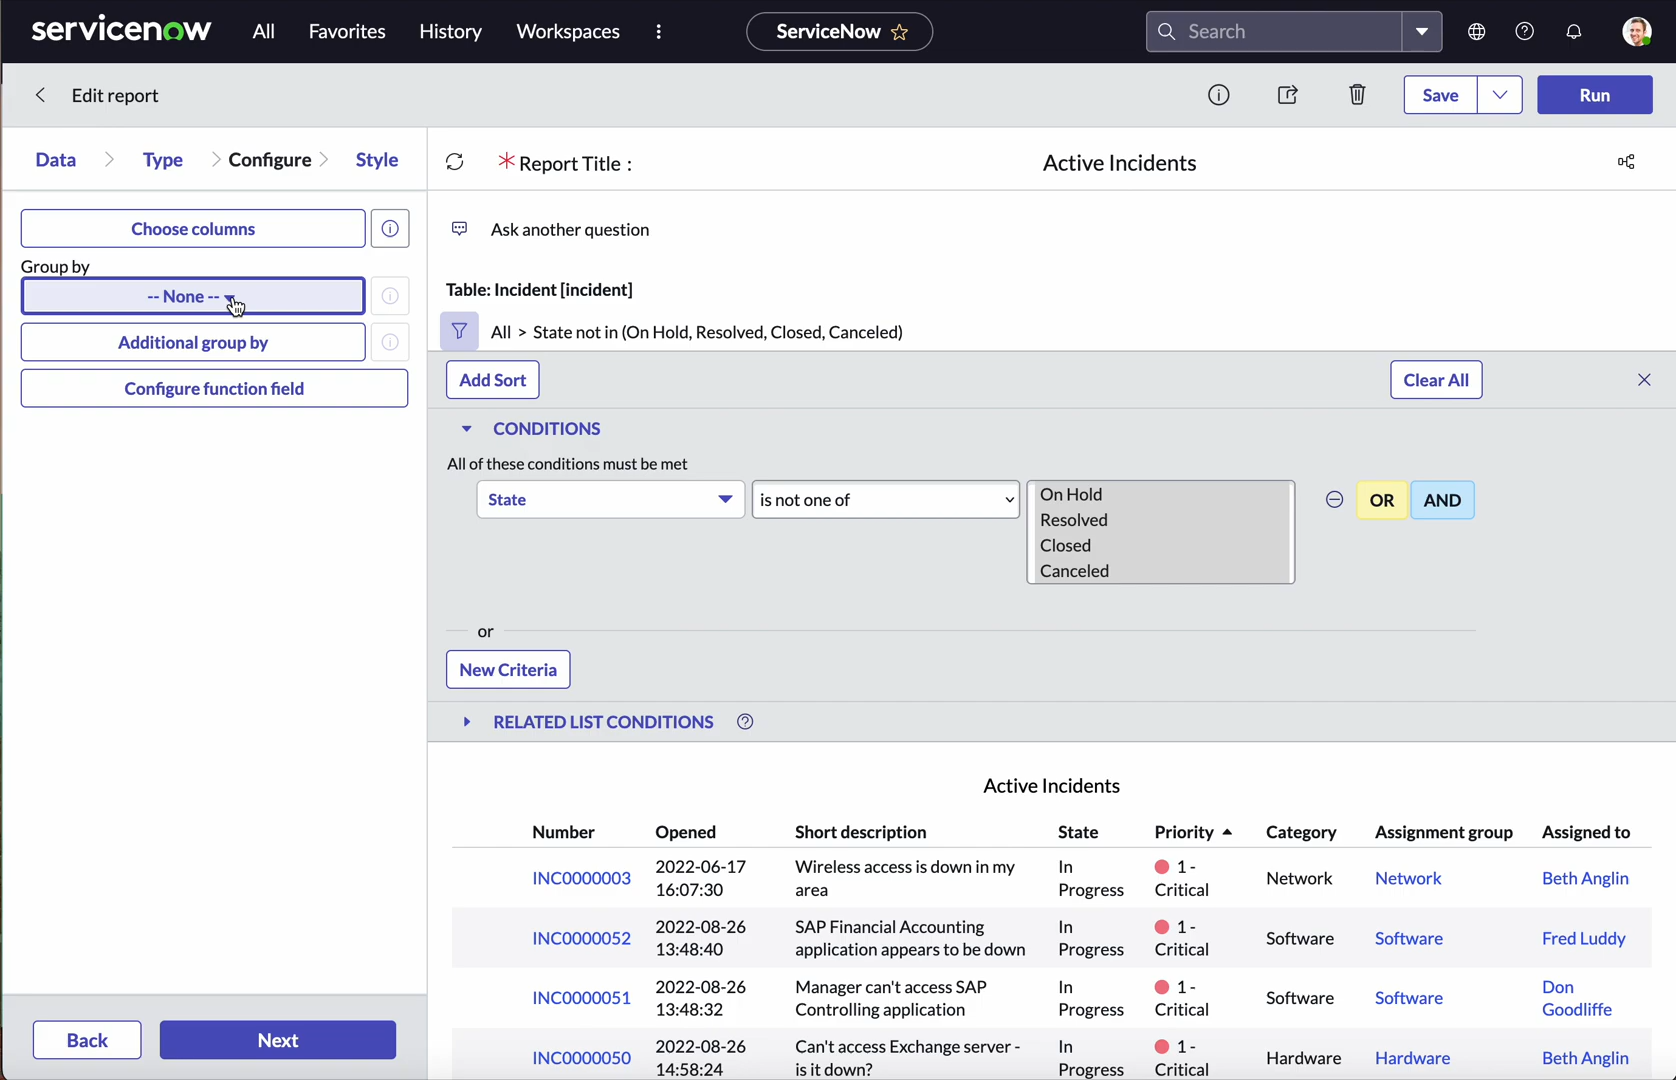 servicenow All Favorites History Workspaces ServiceNow Search
Edit report Save Run
Data Type Configure Style
* Report Title : Active Incidents
Choose columns
Ask another question
Group by
-- None --
Table: Incident [incident]
Additional group by
All > State not in (On Hold, Resolved, Closed, Canceled)
Configure function field
Add Sort Clear All
CONDITIONS
All of these conditions must be met
State is not one of OR AND
On Hold
Resolved
Closed
Canceled
or
New Criteria
RELATED LIST CONDITIONS
Active Incidents
Number Opened Short description State Priority Category Assignment group Assigned to
INC0000003 2022-06-17 16:07:30 Wireless access is down in my area In Progress 1 - Critical Network Network Beth Anglin
INC0000052 2022-08-26 13:48:40 SAP Financial Accounting application appears to be down In Progress 1 - Critical Software Software Fred Luddy
INC0000051 2022-08-26 13:48:32 Manager can't access SAP Controlling application In Progress 1 - Critical Software Software Don Goodliffe
INC0000050 2022-08-26 14:58:24 Can't access Exchange server - is it down? In Progress 1 - Critical Hardware Hardware Beth Anglin
Back Next